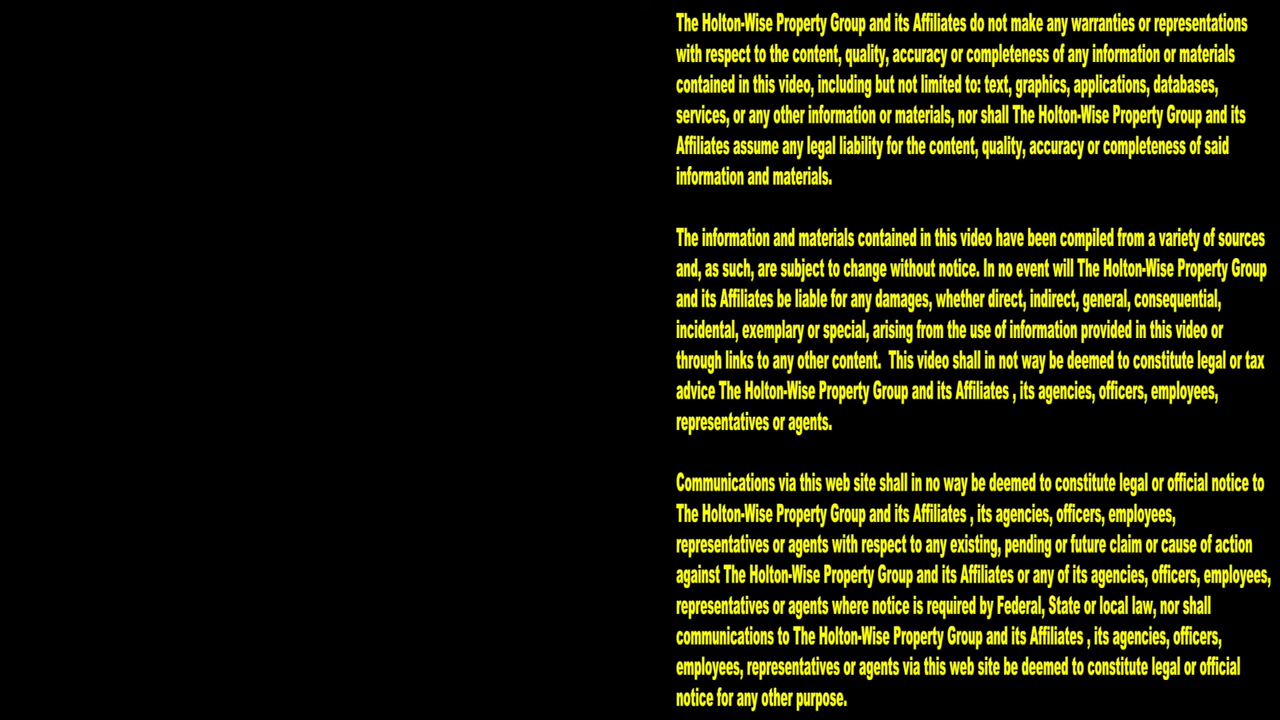 The Holton-Wise Property Group and its Affiliates do not make any warranties or representations
with respect to the content, quality, accuracy or completeness of any information or materials
contained in this video, including but not limited to: text, graphics, applications, databases,
services, or any other information or materials, nor shall The Holton-Wise Property Group and its
Affiliates assume any legal liability for the content, quality, accuracy or completeness of said
information and materials.
The information and materials contained in this video have been compiled from a variety of sources
and, as such, are subject to change without notice. In no event will The Holton-Wise Property Group
and its Affiliates be liable for any damages, whether direct, indirect, general, consequential,
incidental, exemplary or special, arising from the use of information provided in this video or
through links to any other content.  This video shall in not way be deemed to constitute legal or tax
advice The Holton-Wise Property Group and its Affiliates , its agencies, officers, employees,
representatives or agents.
Communications via this web site shall in no way be deemed to constitute legal or official notice to
The Holton-Wise Property Group and its Affiliates , its agencies, officers, employees,
representatives or agents with respect to any existing, pending or future claim or cause of action
against The Holton-Wise Property Group and its Affiliates or any of its agencies, officers, employees,
representatives or agents where notice is required by Federal, State or local law, nor shall
communications to The Holton-Wise Property Group and its Affiliates , its agencies, officers,
employees, representatives or agents via this web site be deemed to constitute legal or official
notice for any other purpose.